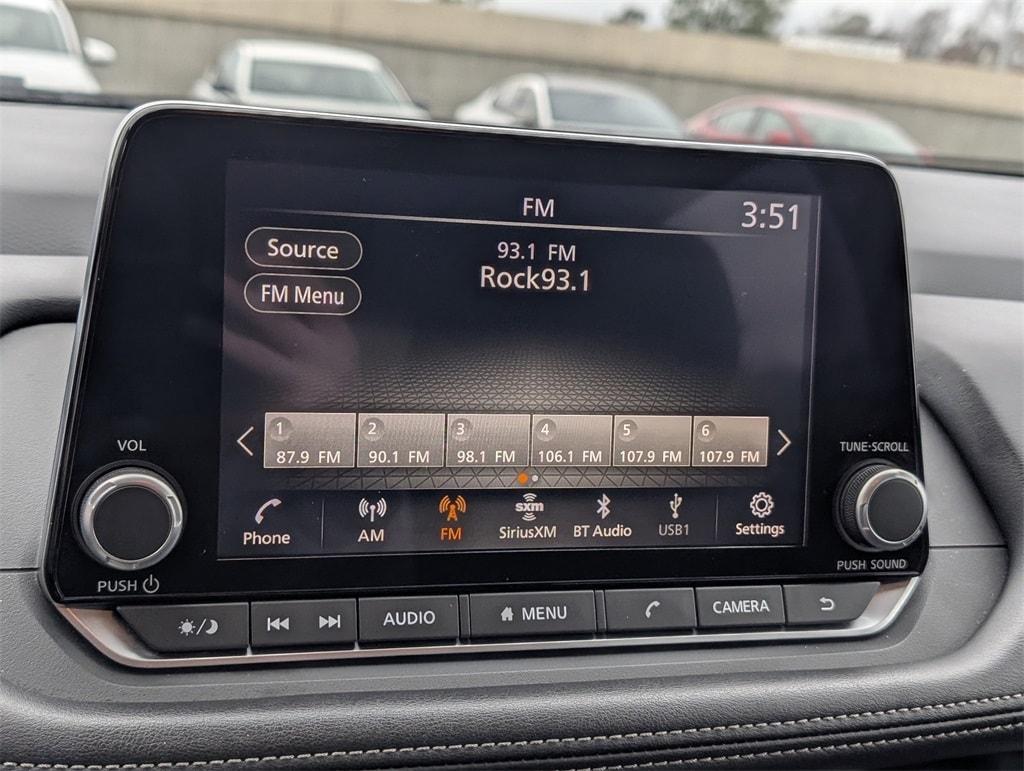 FM
3:51
Source
93.1 FM
Rock93.1
FM Menu
1 2 3 4 5 6
87.9 FM 90.1 FM 98.1 FM 106.1 FM 107.9 FM 107.9 FM
VOL
TUNE·SCROLL
sxm
Phone AM FM SiriusXM BT Audio USB1 Settings
PUSH
PUSH SOUND
AUDIO MENU CAMERA